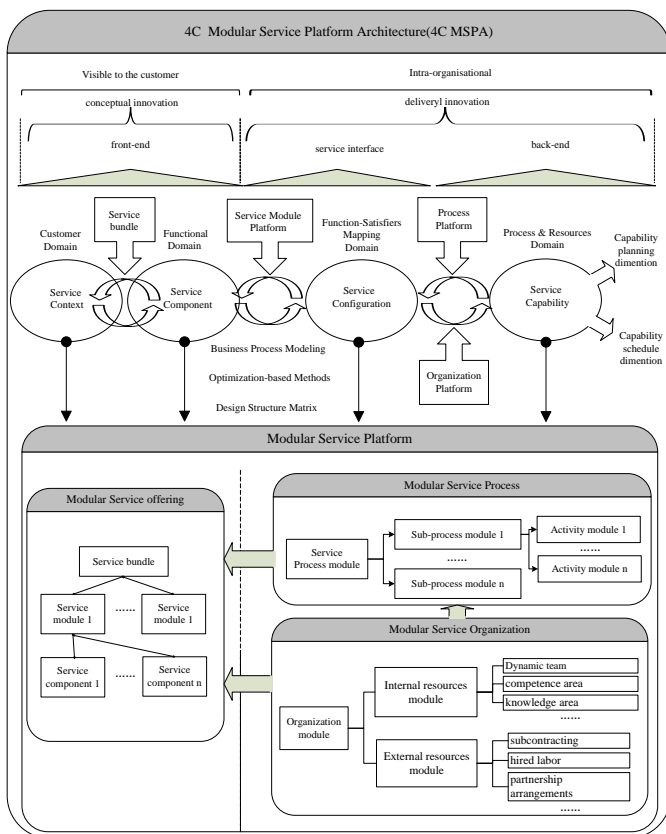 4C Modular Service Platform Architecture(4C MSPA)
Visible to the customer
Intra-organisational
conceptual innovation
deliveryl innovation
front-end
service interface
back-end
Service
bundle
Service Module
Platform
Process
Platform
Customer
Domain
Functional
Domain
Function-Satisfiers
Mapping
Domain
Process & Resources
Domain
Capability
planning
dimention
Service
Context
Service
Component
Service
Configuration
Service
Capability
Capability
schedule
dimention
Business Process Modeling
Optimization-based Methods
Design Structure Matrix
Organization
Platform
Modular Service Platform
Modular Service offering
Service bundle
Service
module 1
......
Service
module 1
Service
component 1
......
Service
component n
Modular Service Process
Service
Process module
Sub-process module 1
......
Sub-process module n
Activity module 1
......
Activity module n
Modular Service Organization
Organization
module
Internal resources
module
Dynamic team
competence area
knowledge area
......
External resources
module
subcontracting
hired labor
partnership
arrangements
......